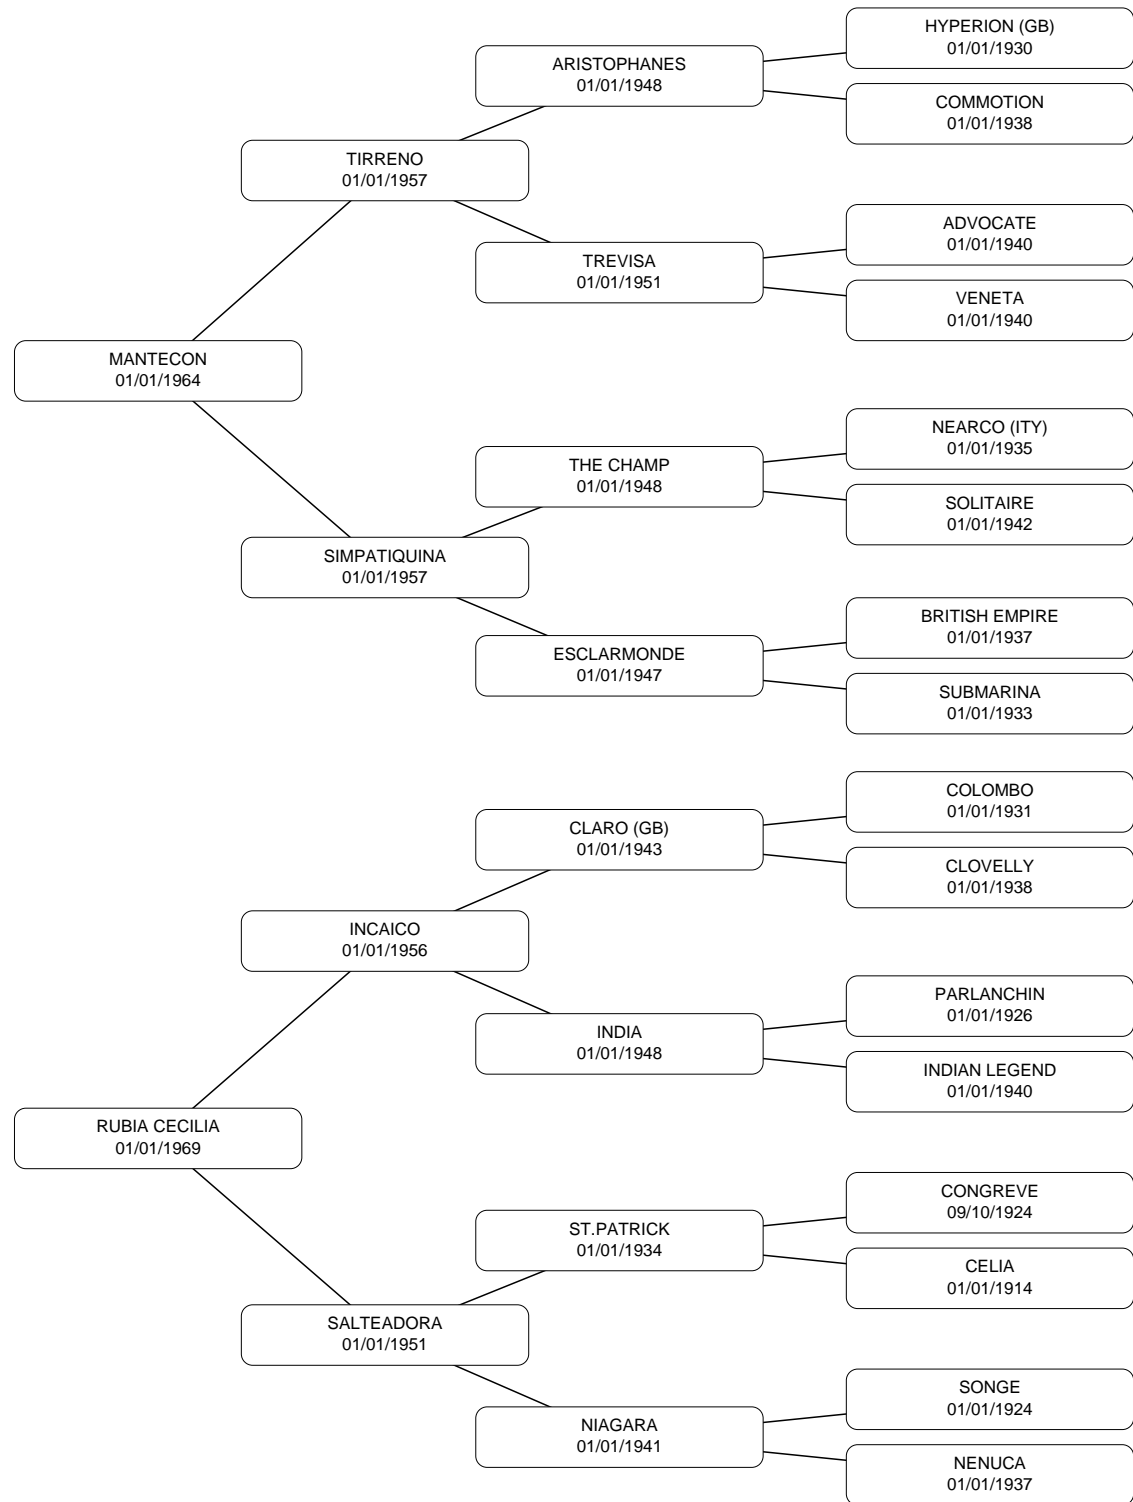 HYPERION (GB)
01/01/1930
ARISTOPHANES
01/01/1948
COMMOTION
01/01/1938
TIRRENO
01/01/1957
ADVOCATE
01/01/1940
TREVISA
01/01/1951
VENETA
01/01/1940
MANTECON
01/01/1964
NEARCO (ITY)
01/01/1935
THE CHAMP
01/01/1948
SOLITAIRE
01/01/1942
SIMPATIQUINA
01/01/1957
BRITISH EMPIRE
01/01/1937
ESCLARMONDE
01/01/1947
SUBMARINA
01/01/1933
COLOMBO
01/01/1931
CLARO (GB)
01/01/1943
CLOVELLY
01/01/1938
INCAICO
01/01/1956
PARLANCHIN
01/01/1926
INDIA
01/01/1948
INDIAN LEGEND
01/01/1940
RUBIA CECILIA
01/01/1969
CONGREVE
09/10/1924
ST.PATRICK
01/01/1934
CELIA
01/01/1914
SALTEADORA
01/01/1951
SONGE
01/01/1924
NIAGARA
01/01/1941
NENUCA
01/01/1937